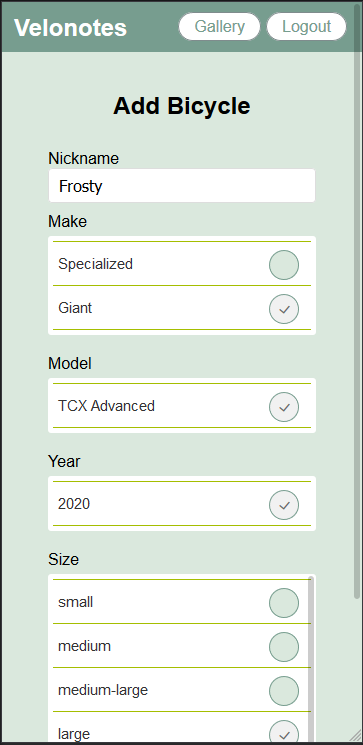 Velonotes Gallery Logout
Add Bicycle
Nickname
Frosty
Make
Specialized
Giant
Model
TCX Advanced
Year
2020
Size
small
medium
medium-large
large